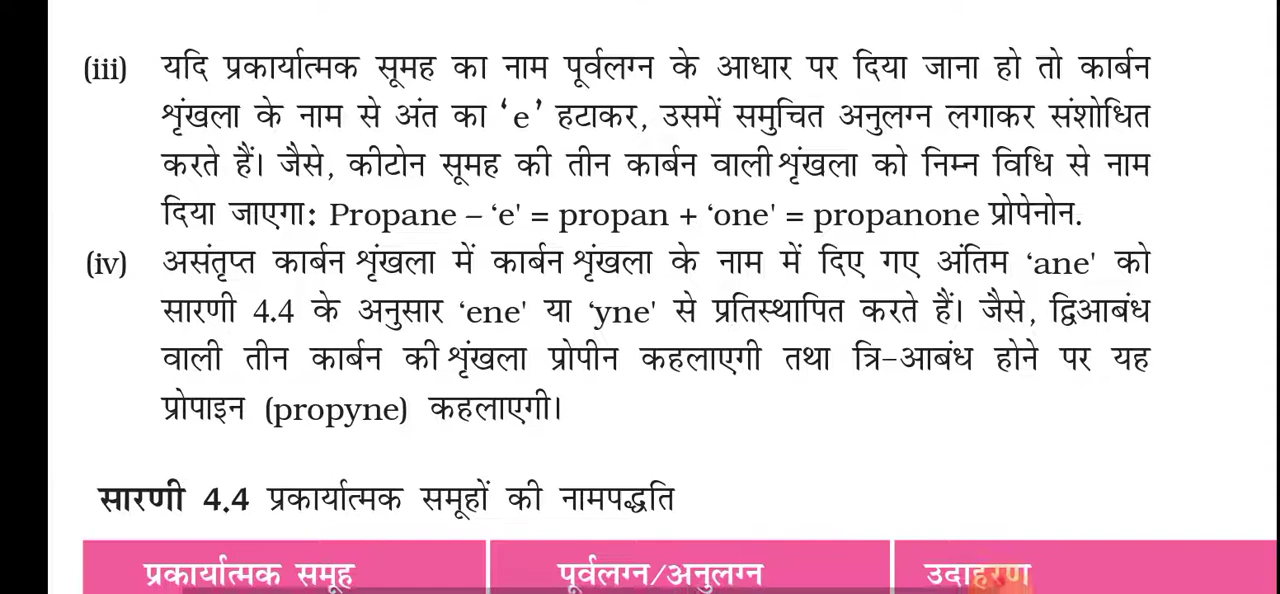 (iii) यदि प्रकार्यात्मक सूमह का नाम पूर्वलग्न के आधार पर दिया जाना हो तो कार्बन
शृंखला के नाम से अंत का 'e' हटाकर, उसमें समुचित अनुलग्न लगाकर संशोधित
करते हैं। जैसे, कीटोन सूमह की तीन कार्बन वाली शृंखला को निम्न विधि से नाम
दिया जाएगा: Propane – 'e' = propan + 'one' = propanone प्रोपेनोन.
(iv) असंतृप्त कार्बन शृंखला में कार्बन शृंखला के नाम में दिए गए अंतिम 'ane' को
सारणी 4.4 के अनुसार 'ene' या 'yne' से प्रतिस्थापित करते हैं। जैसे, द्विआबंध
वाली तीन कार्बन की शृंखला प्रोपीन कहलाएगी तथा त्रि-आबंध होने पर यह
प्रोपाइन (propyne) कहलाएगी।
सारणी 4.4 प्रकार्यात्मक समूहों की नामपद्धति
प्रकार्यात्मक समूह पूर्वलग्न/अनुलग्न उदाहरण